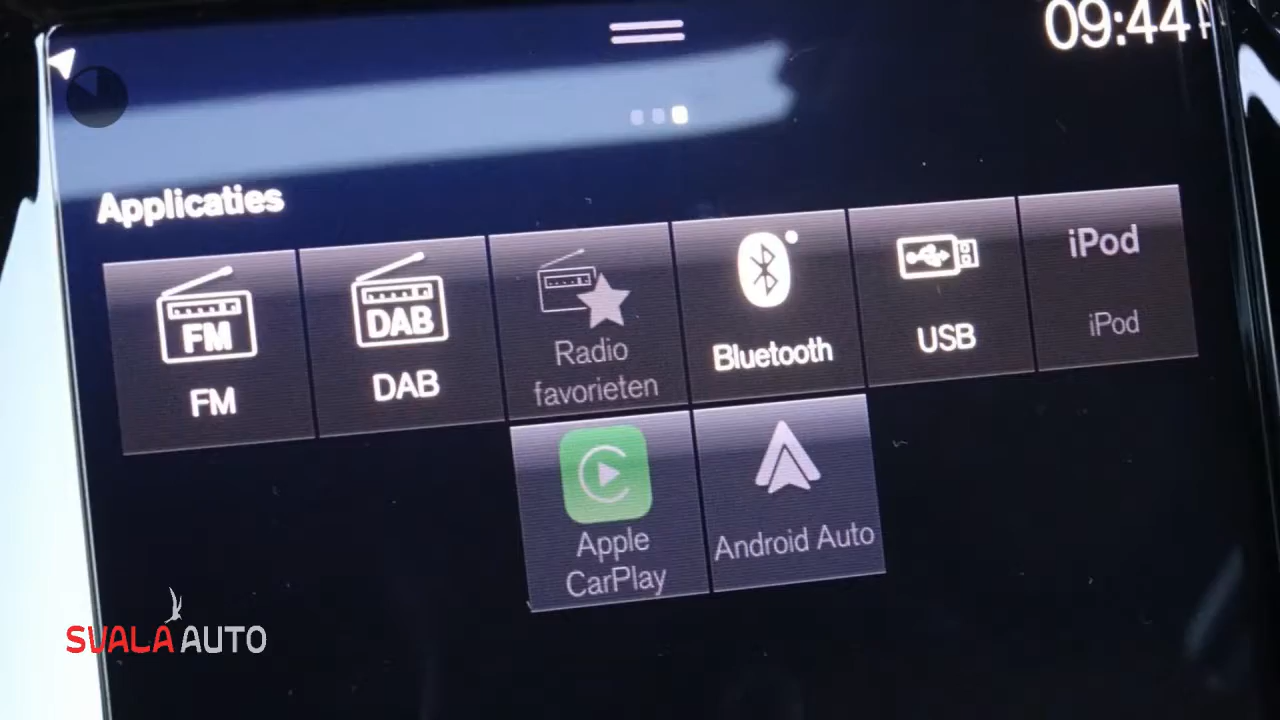 09:44
Applicaties
FM
DAB
iPod
FM
DAB
Radio
favorieten
Bluetooth
USB
iPod
Apple
CarPlay
Android Auto
SVALA AUTO